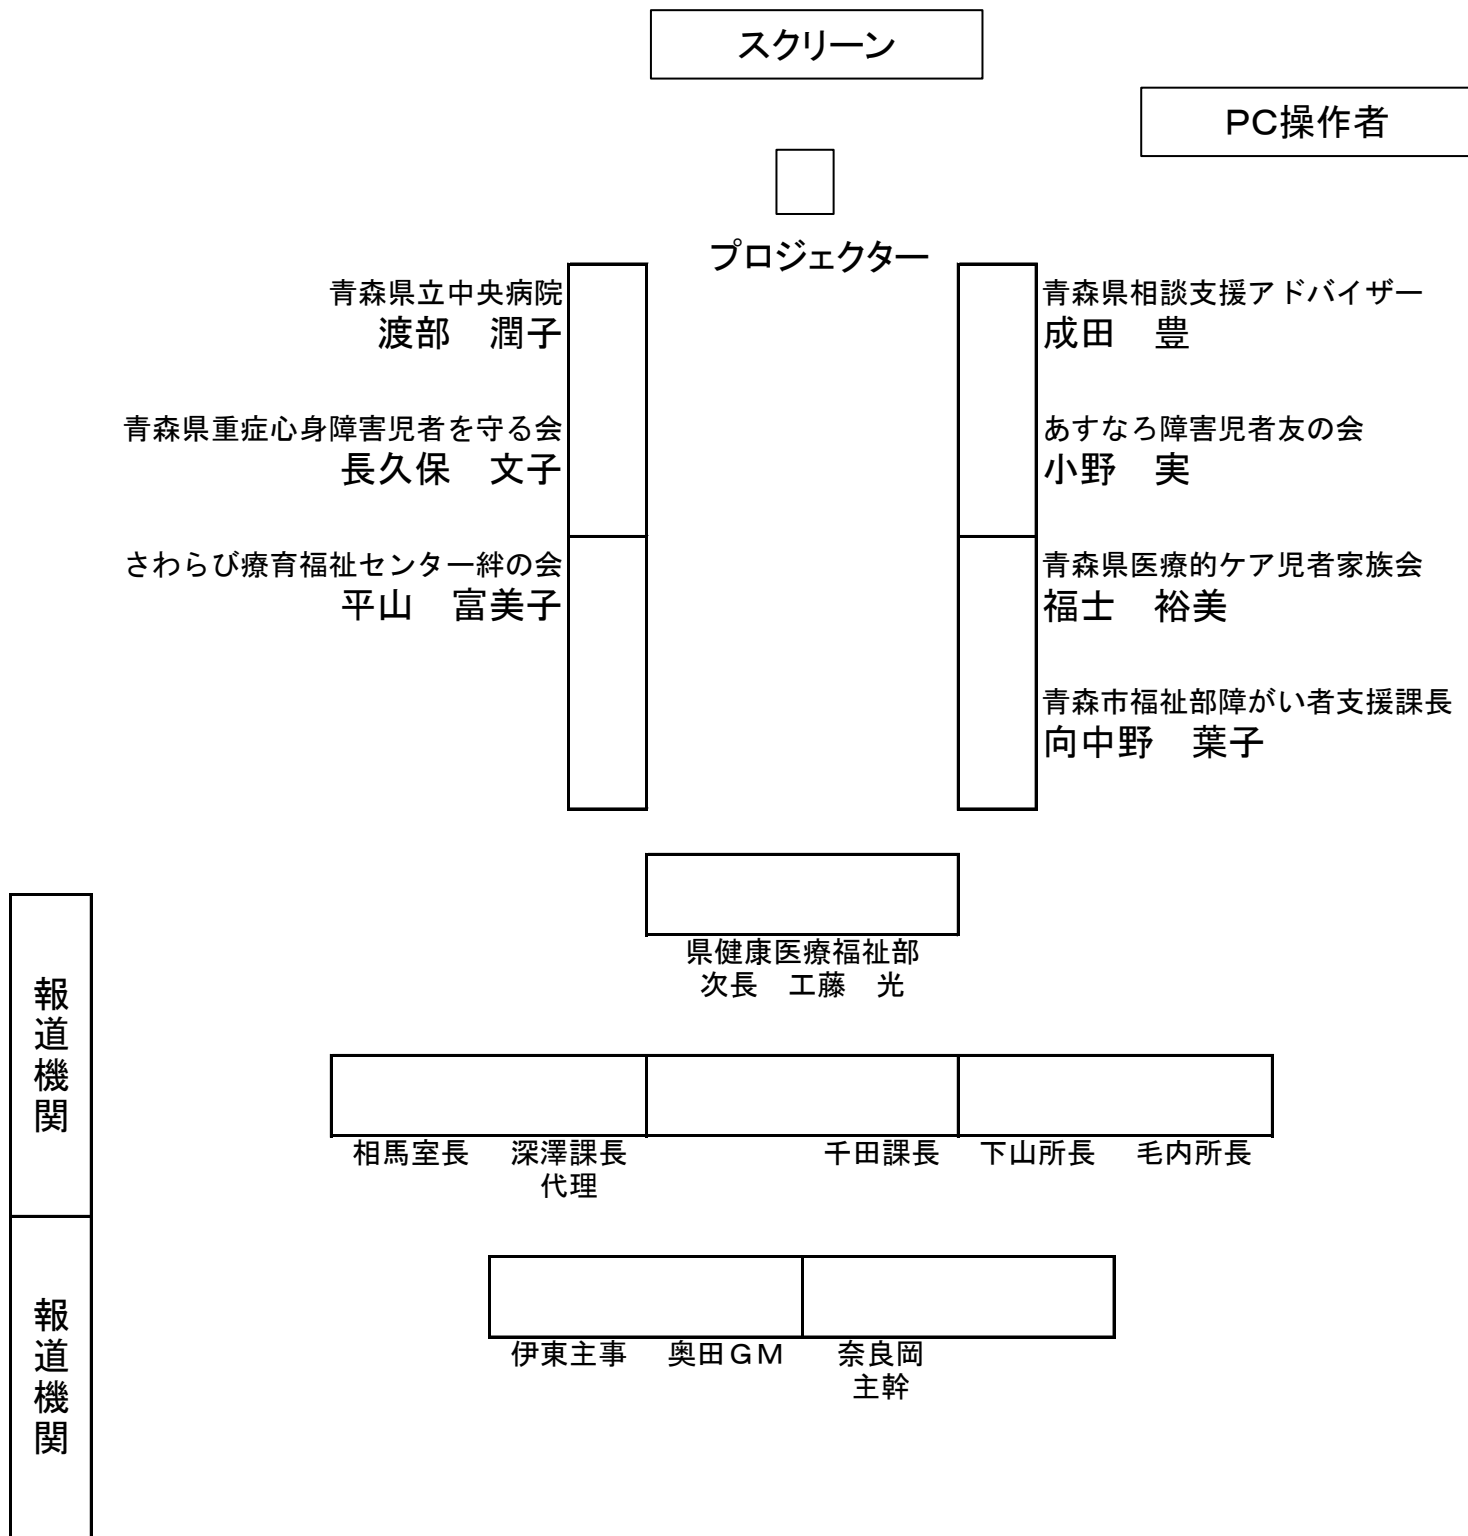 スクリーン
PC操作者
プロジェクター
青森県立中央病院
渡部　潤子
青森県重症心身障害児者を守る会
長久保　文子
さわらび療育福祉センター絆の会
平山　富美子
青森県相談支援アドバイザー
成田　豊
あすなろ障害児者友の会
小野　実
青森県医療的ケア児者家族会
福士　裕美
青森市福祉部障がい者支援課長
向中野　葉子
県健康医療福祉部
次長　工藤　光
報道機関
相馬室長　深澤課長　千田課長　下山所長　毛内所長
代理
報道機関
伊東主事　奥田ＧＭ　奈良岡
主幹